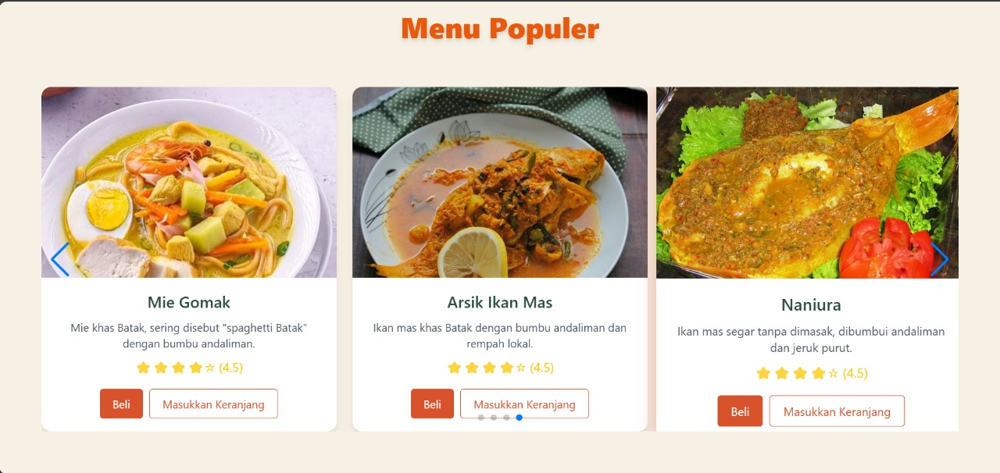 Menu Populer
Mie Gomak
Mie khas Batak, sering disebut "spaghetti Batak"
dengan bumbu andaliman.
(4.5)
Beli
Masukkan Keranjang
Arsik Ikan Mas
Ikan mas khas Batak dengan bumbu andaliman dan
rempah lokal.
(4.5)
Beli
Masukkan Keranjang
Naniura
Ikan mas segar tanpa dimasak, dibumbui andaliman
dan jeruk purut.
(4.5)
Beli
Masukkan Keranjang